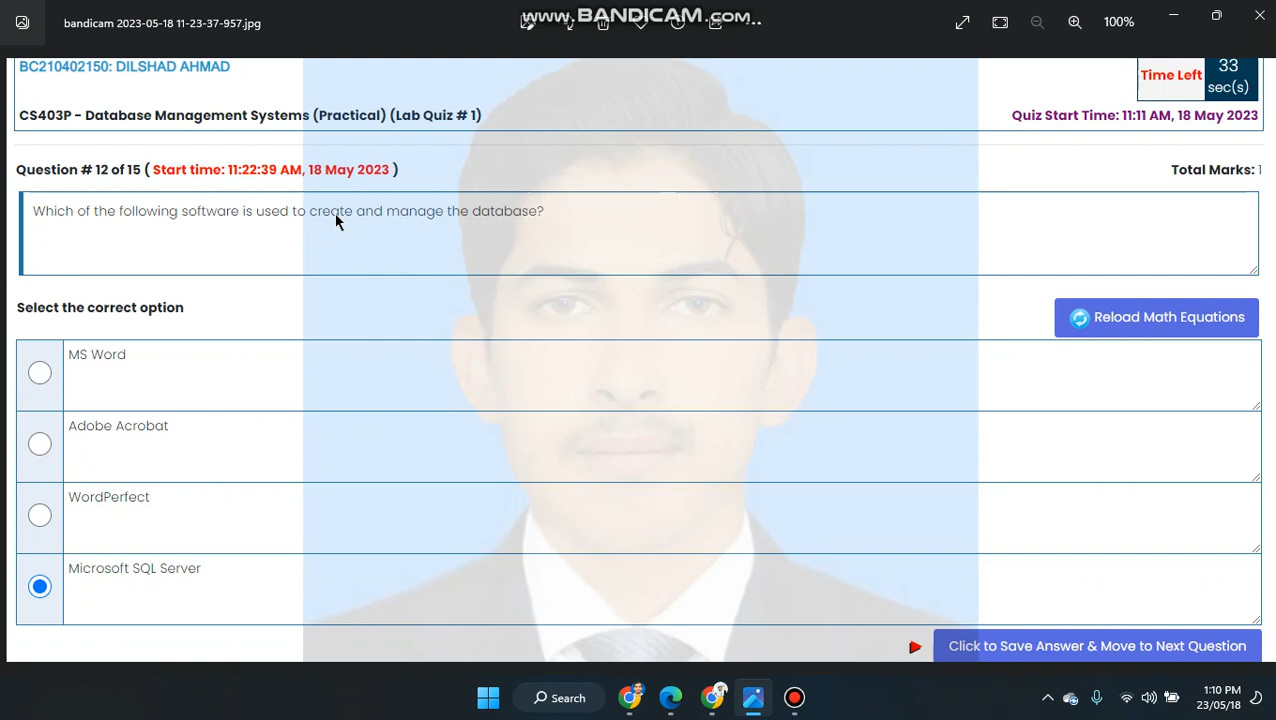 bandicam 2023-05-18 11-23-37-957.jpg
www.BANDICAM.COM
100%
BC210402150: DILSHAD AHMAD
Time Left
33
sec(s)
CS403P - Database Management Systems (Practical) (Lab Quiz # 1)
Quiz Start Time: 11:11 AM, 18 May 2023
Question # 12 of 15 ( Start time: 11:22:39 AM, 18 May 2023 )
Total Marks: 1
Which of the following software is used to create and manage the database?
Select the correct option
Reload Math Equations
MS Word
Adobe Acrobat
WordPerfect
Microsoft SQL Server
Click to Save Answer & Move to Next Question
Search
1:10 PM
23/05/18